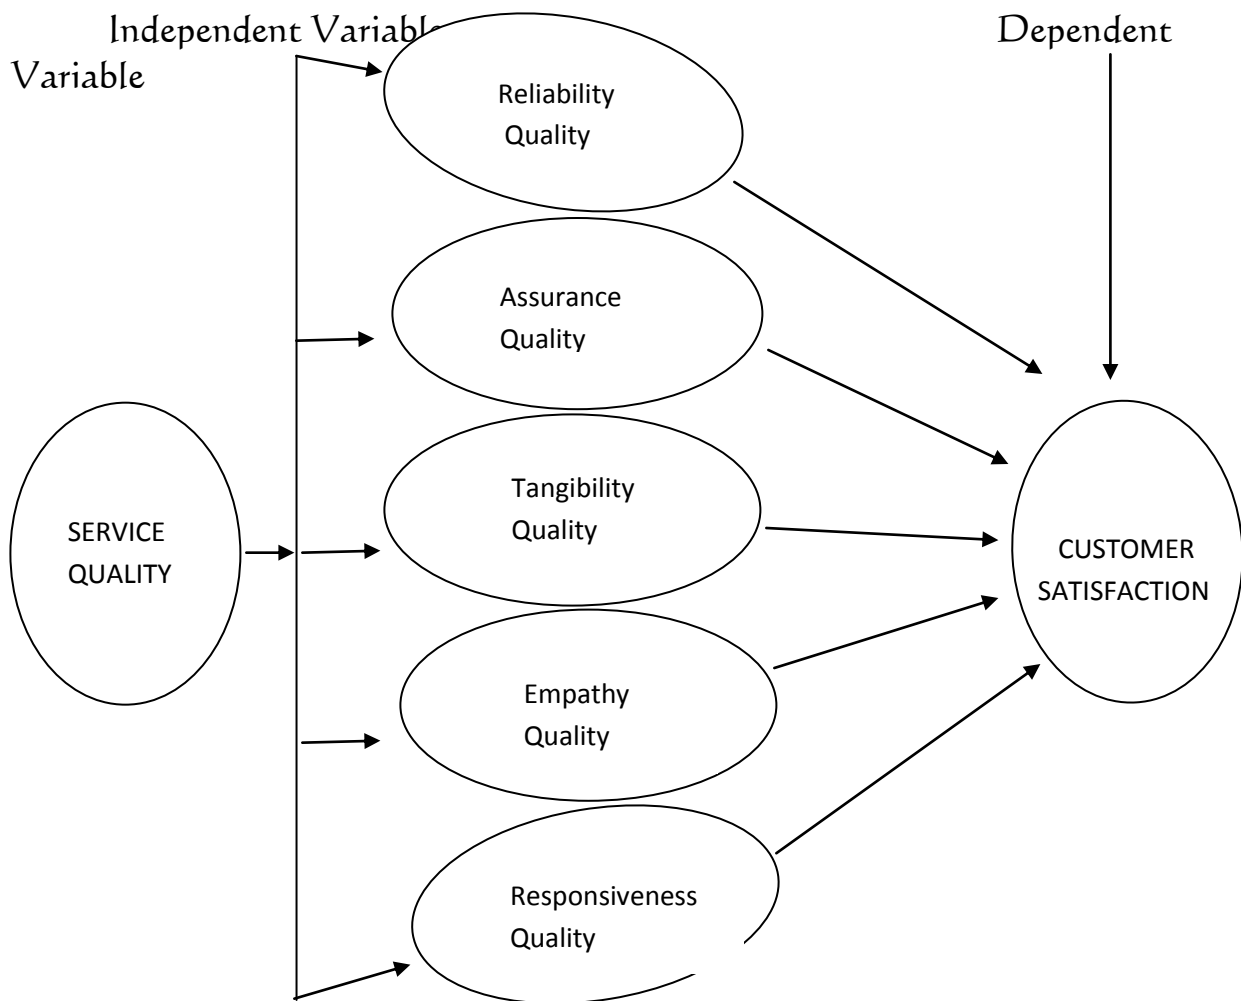 Independent Variable Dependent
Variable
Reliability
Quality
Assurance
Quality
Tangibility
Quality
SERVICE
QUALITY
CUSTOMER
SATISFACTION
Empathy
Quality
Responsiveness
Quality